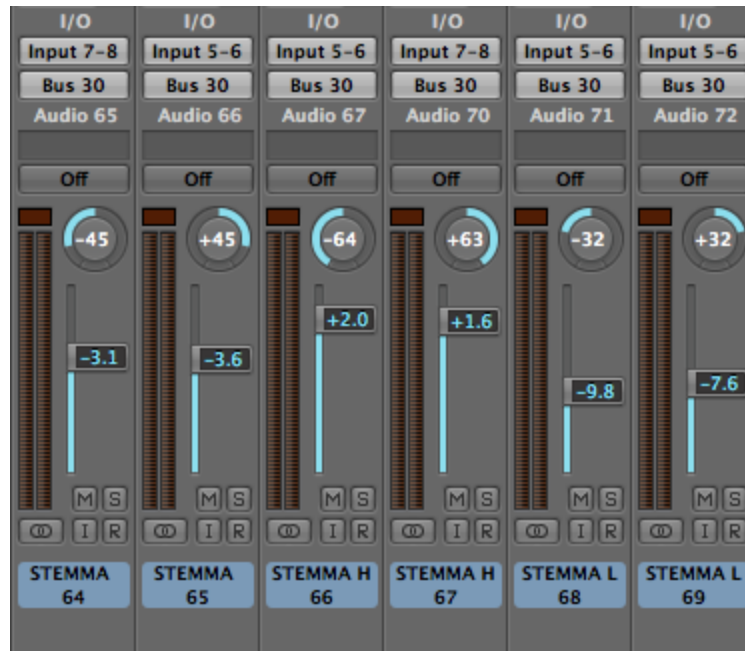 I/O I/O I/O I/O I/O I/O
Input 7-8 Input 5-6 Input 5-6 Input 7-8 Input 5-6 Input 5-6
Bus 30 Bus 30 Bus 30 Bus 30 Bus 30 Bus 30
Audio 65 Audio 66 Audio 67 Audio 70 Audio 71 Audio 72
Off Off Off Off Off Off
-45 +45 -64 +63 -32 +32
-3.1 -3.6 +2.0 +1.6 -9.8 -7.6
M S M S M S M S M S M S
I R I R I R I R I R I R
STEMMA STEMMA STEMMA H STEMMA H STEMMA L STEMMA L
64 65 66 67 68 69